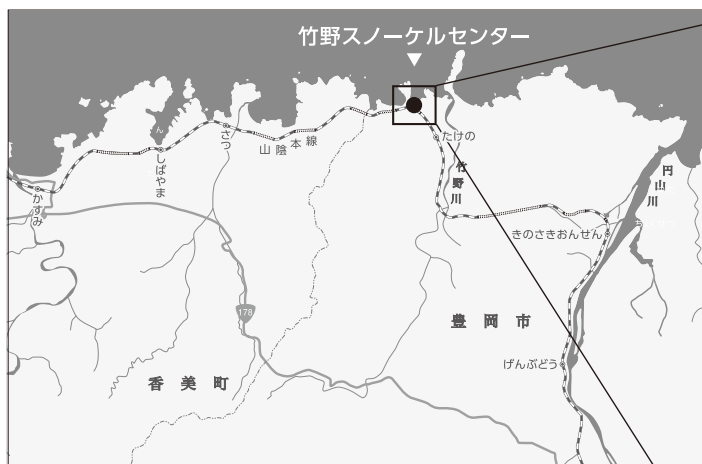 竹野スノーケルセンター
ん
さつ
山陰本線
しばやま
かすみ
たけの
竹野川
円山川
きのさきおんせん
178
豊岡市
げんぶどう
香美町